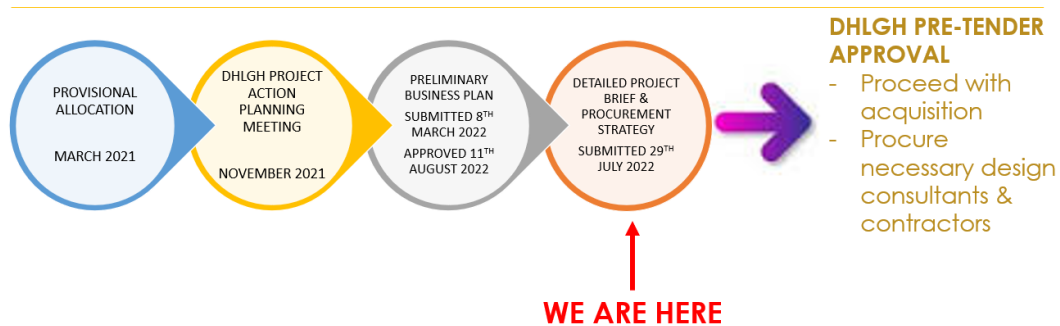 PROVISIONAL
ALLOCATION
MARCH 2021
DHLGH PROJECT
ACTION
PLANNING
MEETING
NOVEMBER 2021
PRELIMINARY
BUSINESS PLAN
SUBMITTED 8TH
MARCH 2022
APPROVED 11TH
AUGUST 2022
DETAILED PROJECT
BRIEF &
PROCUREMENT
STRATEGY
SUBMITTED 29TH
JULY 2022
DHLGH PRE-TENDER
APPROVAL
- Proceed with
acquisition
- Procure
necessary design
consultants &
contractors
WE ARE HERE